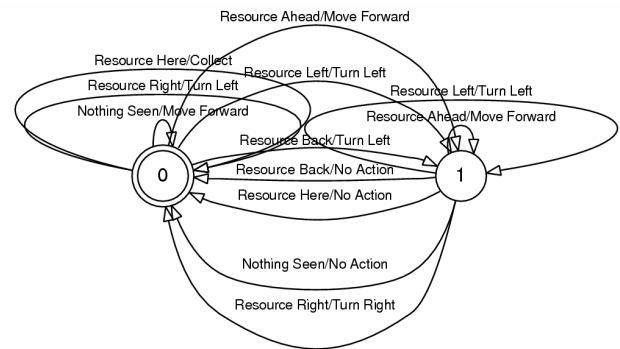 Resource Ahead/Move Forward
Resource Here/Collect
Resource Left/Turn Left
Resource Right/Turn Left
Resource Left/Turn Left
Nothing Seen/Move Forward
Resource Ahead/Move Forward
Resource Back/Turn Left
Resource Back/No Action
0
1
Resource Here/No Action
Nothing Seen/No Action
Resource Right/Turn Right